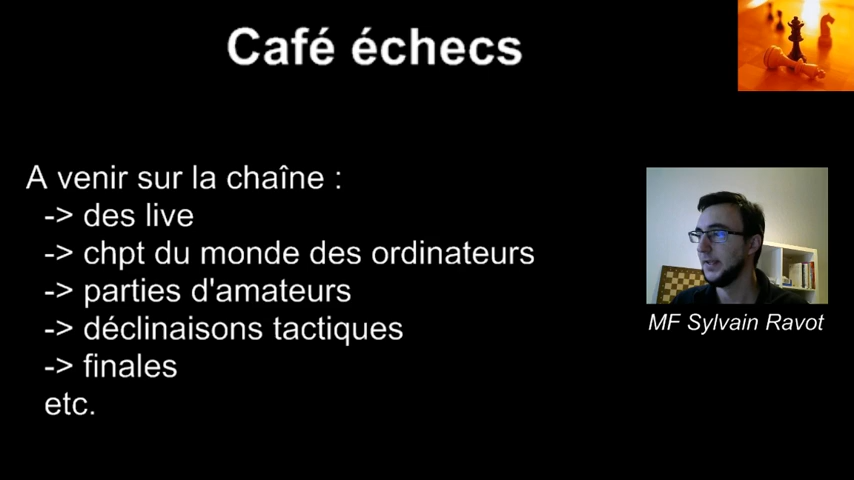 Café échecs
A venir sur la chaîne :
-> des live
-> chpt du monde des ordinateurs
-> parties d'amateurs
-> déclinaisons tactiques
-> finales
etc.
MF Sylvain Ravot